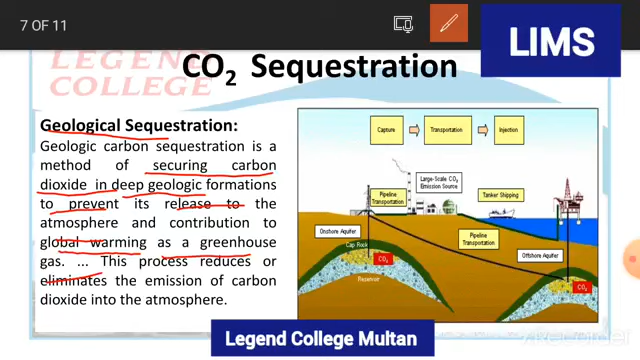 7 OF 11
LIMS
LEGEND
COLLEGE
CO₂ Sequestration
Geological Sequestration:
Geologic carbon sequestration is a
method of securing carbon
dioxide in deep geologic formations
to prevent its release to the
atmosphere and contribution to
global warming as a greenhouse
gas. ... This process reduces or
eliminates the emission of carbon
dioxide into the atmosphere.
Capture
Transportation
Injection
Large-Scale CO₂
Emission Source
Pipeline
Transportation
Tanker Shipping
Onshore Aquifer
Pipeline
Transportation
Offshore Aquifer
Cap Rock
CO₂
Reservoir
CO₂
Legend College Multan